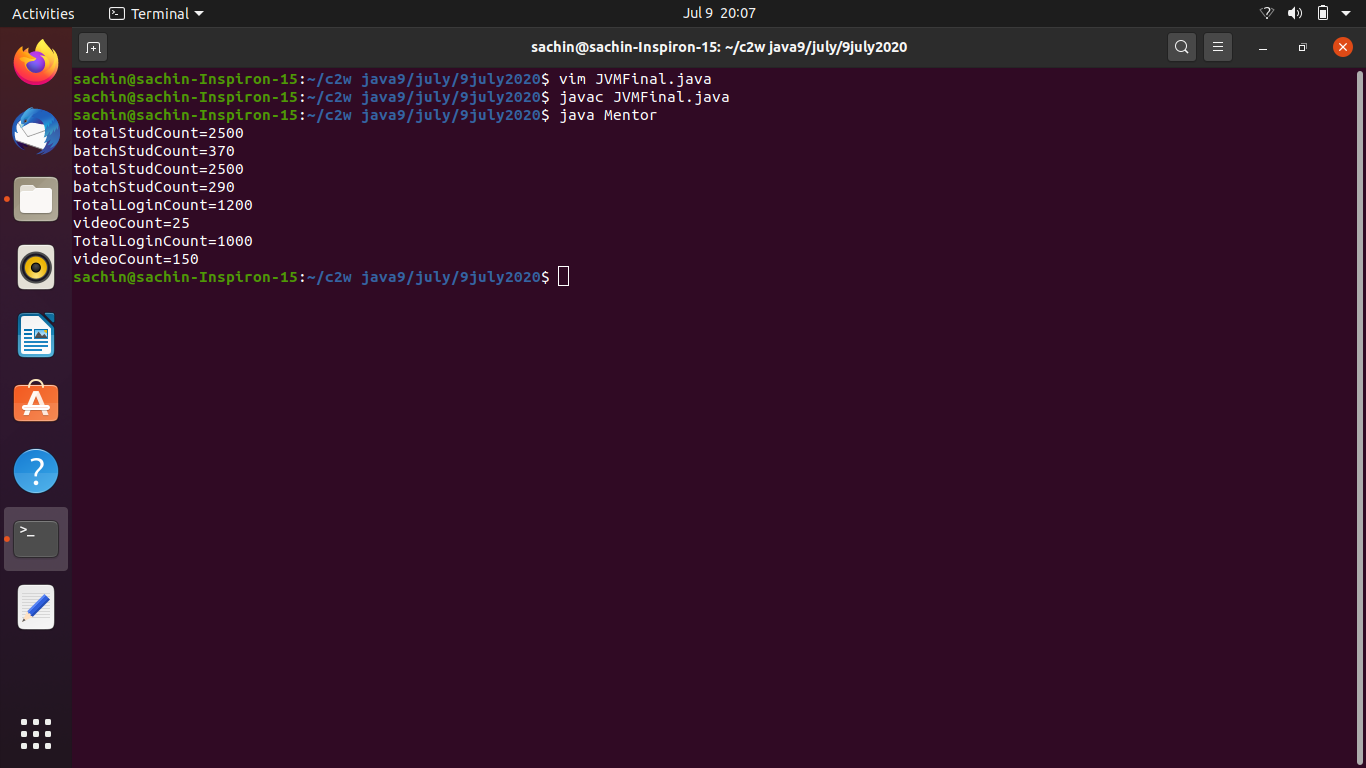 Activities
Terminal
Jul 9 20:07
sachin@sachin-Inspiron-15: ~/c2w java9/july/9july2020
sachin@sachin-Inspiron-15:~/c2w java9/july/9july2020$ vim JVMFinal.java
sachin@sachin-Inspiron-15:~/c2w java9/july/9july2020$ javac JVMFinal.java
sachin@sachin-Inspiron-15:~/c2w java9/july/9july2020$ java Mentor
totalStudCount=2500
batchStudCount=370
totalStudCount=2500
batchStudCount=290
TotalLoginCount=1200
videoCount=25
TotalLoginCount=1000
videoCount=150
sachin@sachin-Inspiron-15:~/c2w java9/july/9july2020$